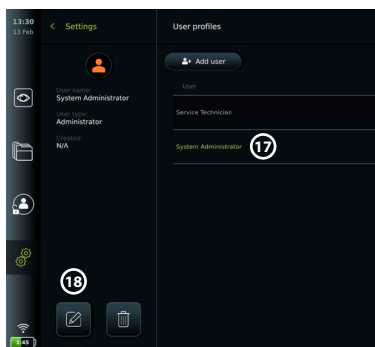 13:30
13 Feb
Settings
User profiles
Add user
User name:
System Administrator
User type:
Administrator
Created:
N/A
User
Service Technician
System Administrator
17
18
1:45